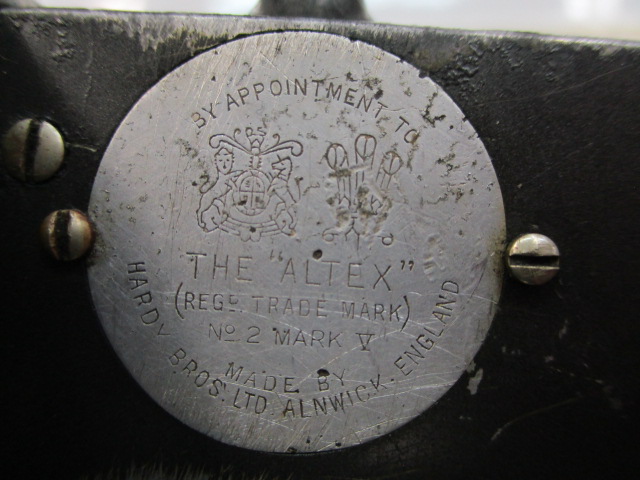 BY APPOINTMENT TO
THE "ALTEX"
(REGD. TRADE MARK)
No 2 MARK V
MADE BY
HARDY BROS. LTD ALNWICK. ENGLAND